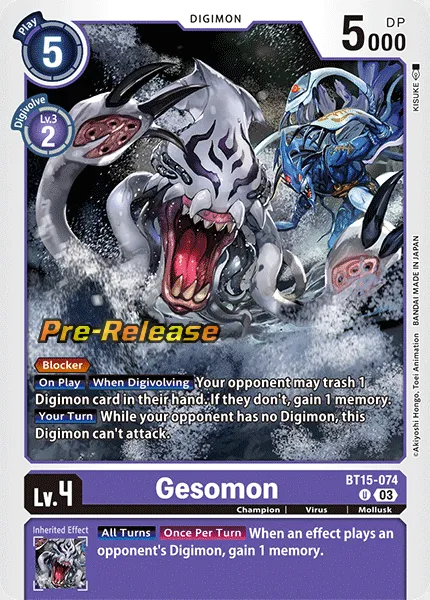 Play
DIGIMON
5
5000 DP
Digivolve
Lv.3
2
KISUKE
©Akiyoshi Hongo, Toei Animation BANDAI MADE IN JAPAN
Pre-Release
Blocker
On Play When Digivolving Your opponent may trash 1
Digimon card in their hand. If they don't, gain 1 memory.
Your Turn While your opponent has no Digimon, this
Digimon can't attack.
BT15-074
Lv.4 Gesomon U 03
Champion Virus Mollusk
Inherited Effect
All Turns Once Per Turn When an effect plays an
opponent's Digimon, gain 1 memory.